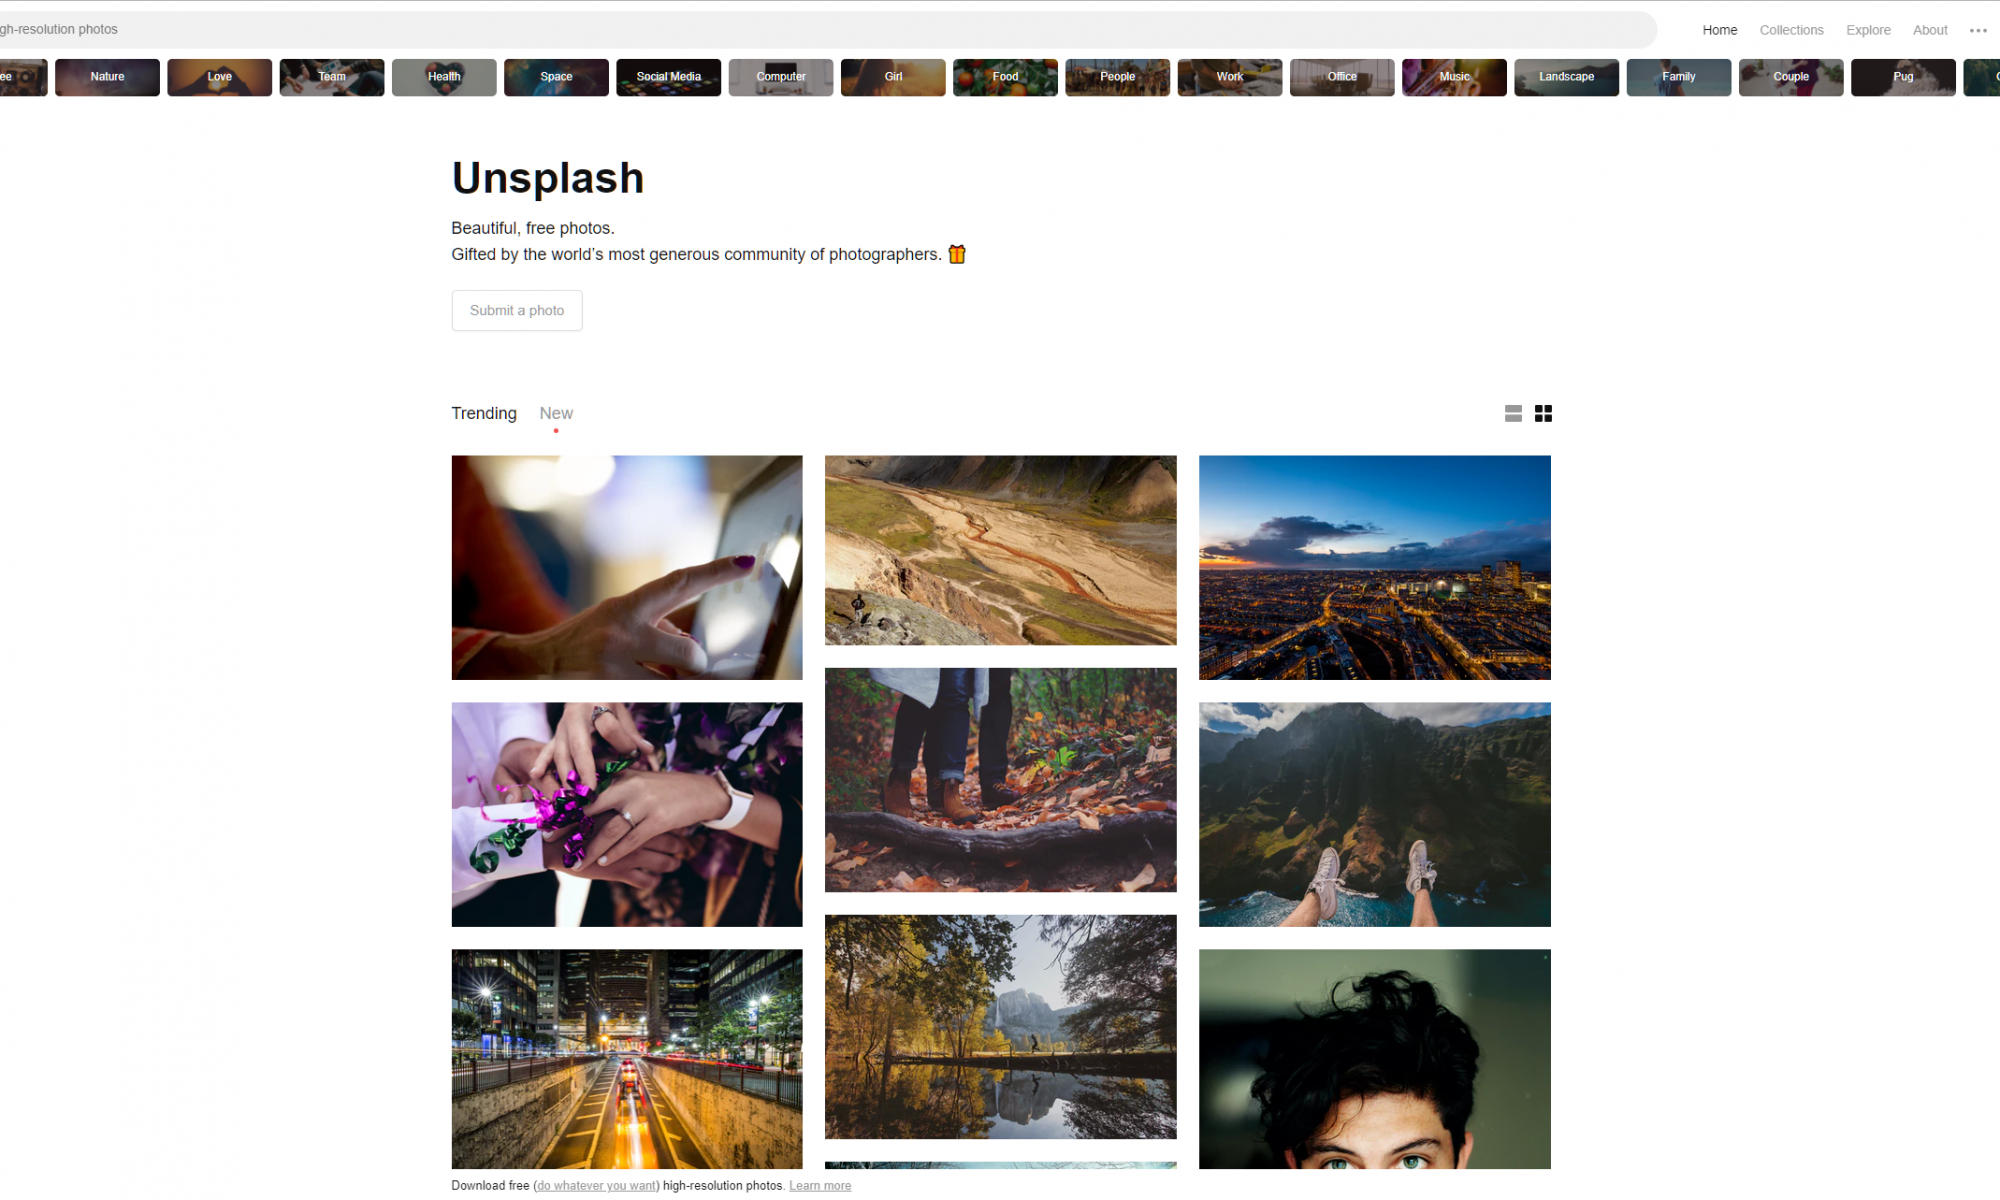 gh-resolution photos
Home Collections Explore About
ee Nature Love Team Health Space Social Media Computer Girl Food People Work Office Music Landscape Family Couple Pug
Unsplash
Beautiful, free photos.
Gifted by the world's most generous community of photographers. 🎁
Submit a photo
Trending New
Download free (do whatever you want) high-resolution photos. Learn more